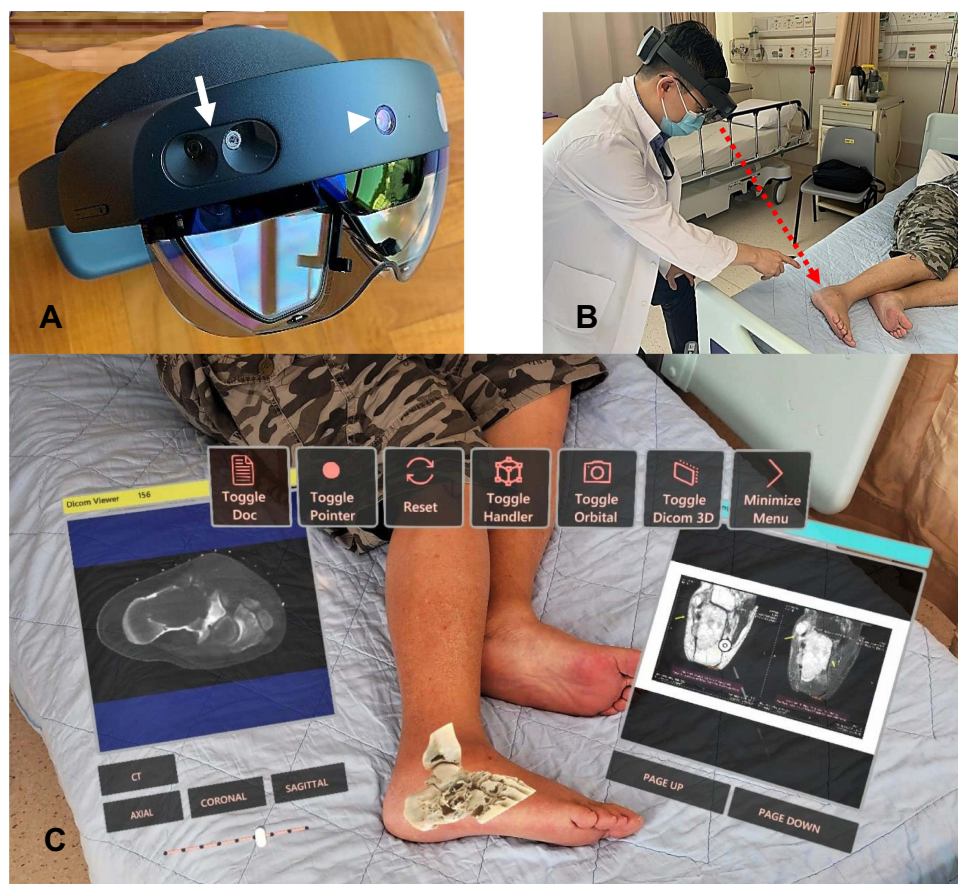 A
B
Toggle
Doc
Toggle
Pointer
Reset
Toggle
Handler
Toggle
Orbital
Toggle
Dicom 3D
Minimize
Menu
Dicom Viewer 156
CT
AXIAL
CORONAL
SAGITTAL
PAGE UP
PAGE DOWN
C